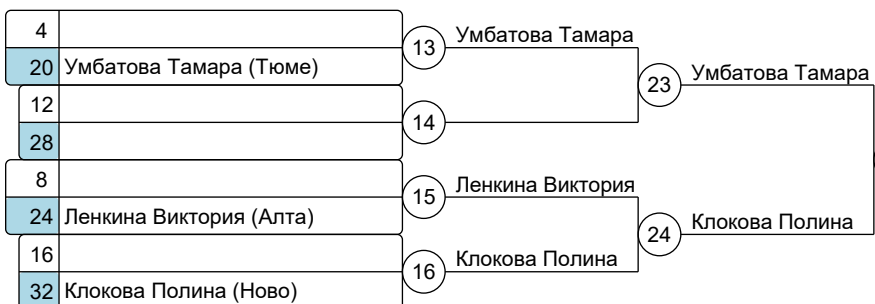 4
13
Умбатова Тамара
20 Умбатова Тамара (Тюме)
23
Умбатова Тамара
12
14
28
8
15
Ленкина Виктория
24 Ленкина Виктория (Алта)
24
Клокова Полина
16
16
Клокова Полина
32 Клокова Полина (Ново)